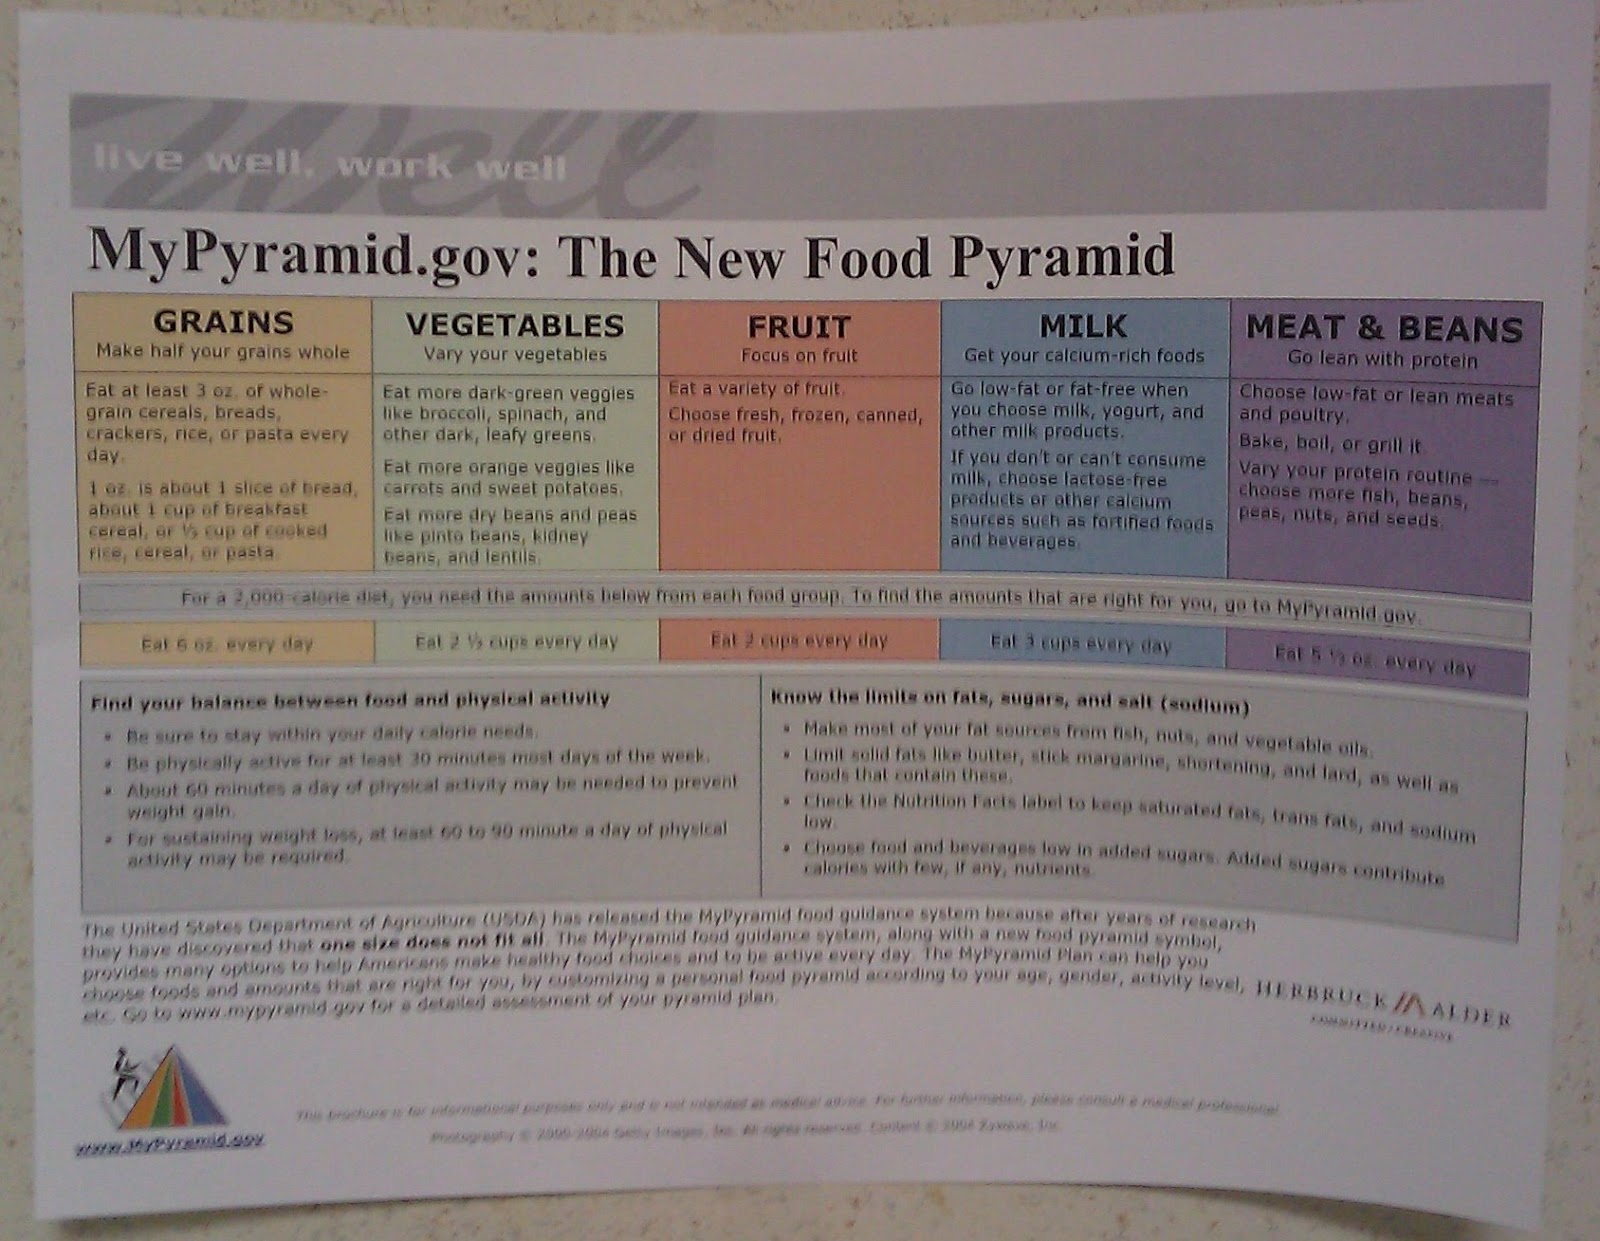 live well, work well
MyPyramid.gov: The New Food Pyramid
GRAINS
Make half your grains whole
Eat at least 3 oz. of whole-
grain cereals, breads,
crackers, rice, or pasta every
day.
1 oz. is about 1 slice of bread,
about 1 cup of breakfast
cereal, or ½ cup of cooked
rice, cereal, or pasta.
VEGETABLES
Vary your vegetables
Eat more dark-green veggies
like broccoli, spinach, and
other dark, leafy greens.
Eat more orange veggies like
carrots and sweet potatoes.
Eat more dry beans and peas
like pinto beans, kidney
beans, and lentils.
FRUIT
Focus on fruit
Eat a variety of fruit.
Choose fresh, frozen, canned,
or dried fruit.
MILK
Get your calcium-rich foods
Go low-fat or fat-free when
you choose milk, yogurt, and
other milk products.
If you don't or can't consume
milk, choose lactose-free
products or other calcium
sources such as fortified foods
and beverages.
MEAT & BEANS
Go lean with protein
Choose low-fat or lean meats
and poultry.
Bake, boil, or grill it.
Vary your protein routine —
choose more fish, beans,
peas, nuts, and seeds.
For a 2,000-calorie diet, you need the amounts below from each food group. To find the amounts that are right for you, go to MyPyramid.gov.
Eat 6 oz. every day
Eat 2 ½ cups every day
Eat 2 cups every day
Eat 3 cups every day
Eat 5 ½ oz. every day
Find your balance between food and physical activity
• Be sure to stay within your daily calorie needs.
• Be physically active for at least 30 minutes most days of the week.
• About 60 minutes a day of physical activity may be needed to prevent
weight gain.
• For sustaining weight loss, at least 60 to 90 minute a day of physical
activity may be required.
Know the limits on fats, sugars, and salt (sodium)
• Make most of your fat sources from fish, nuts, and vegetable oils.
• Limit solid fats like butter, stick margarine, shortening, and lard, as well as
foods that contain these.
• Check the Nutrition Facts label to keep saturated fats, trans fats, and sodium
low.
• Choose food and beverages low in added sugars. Added sugars contribute
calories with few, if any, nutrients.
The United States Department of Agriculture (USDA) has released the MyPyramid food guidance system because after years of research
they have discovered that one size does not fit all. The MyPyramid food guidance system, along with a new food pyramid symbol,
provides many options to help Americans make healthy food choices and to be active every day. The MyPyramid Plan can help you
choose foods and amounts that are right for you, by customizing a personal food pyramid according to your age, gender, activity level,
etc. Go to www.mypyramid.gov for a detailed assessment of your pyramid plan.
HERBRUCK ALDER
COMMITTED / CREATIVE
www.MyPyramid.gov
This brochure is for informational purposes only and is not intended as medical advice. For further information, please consult a medical professional.
Photography © Getty Images, Inc. All rights reserved. Content © Zywave, Inc.